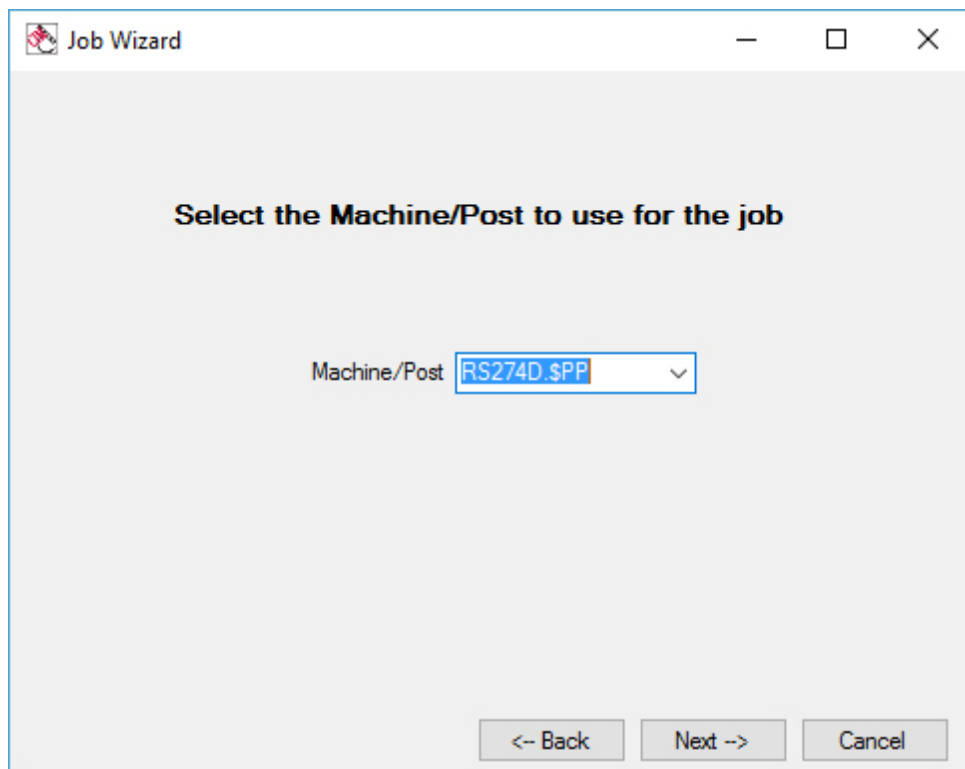 Job Wizard
Select the Machine/Post to use for the job
Machine/Post RS274D.$PP
<-- Back Next --> Cancel